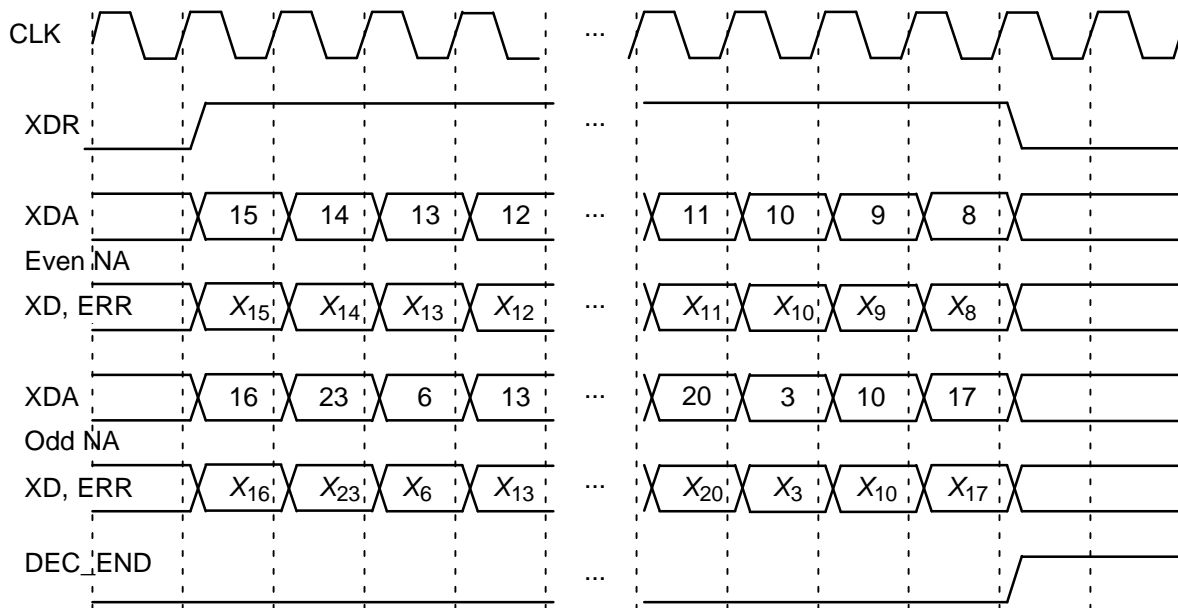 CLK ...
XDR ...
XDA 15 14 13 12 ... 11 10 9 8
Even NA
XD, ERR X15 X14 X13 X12 ... X11 X10 X9 X8
XDA 16 23 6 13 ... 20 3 10 17
Odd NA
XD, ERR X16 X23 X6 X13 ... X20 X3 X10 X17
DEC_END ...